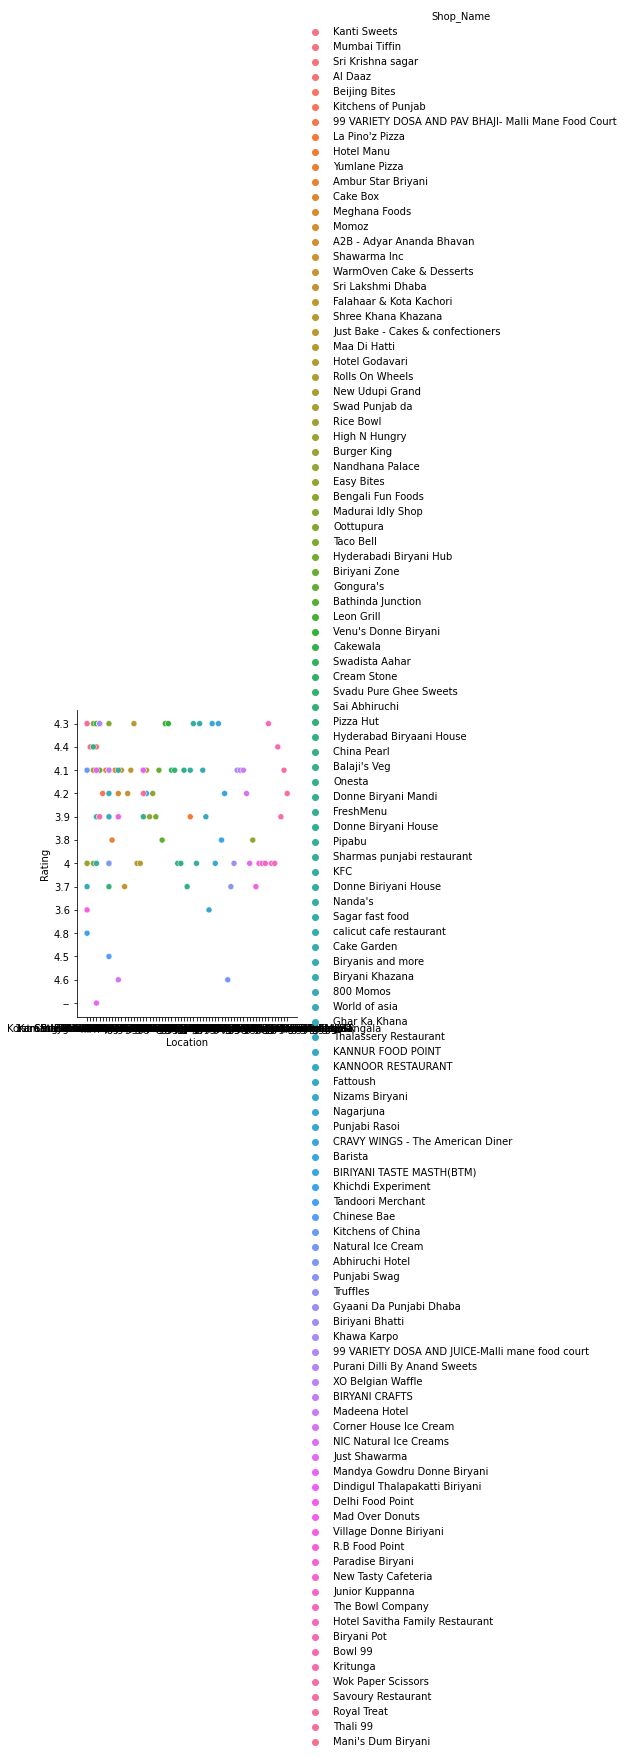 Shop_Name
Kanti Sweets
Mumbai Tiffin
Sri Krishna sagar
Al Daaz
Beijing Bites
Kitchens of Punjab
99 VARIETY DOSA AND PAV BHAJI- Malli Mane Food Court
La Pino'z Pizza
Hotel Manu
Yumlane Pizza
Ambur Star Briyani
Cake Box
Meghana Foods
Momoz
A2B - Adyar Ananda Bhavan
Shawarma Inc
WarmOven Cake & Desserts
Sri Lakshmi Dhaba
Falahaar & Kota Kachori
Shree Khana Khazana
Just Bake - Cakes & confectioners
Maa Di Hatti
Hotel Godavari
Rolls On Wheels
New Udupi Grand
Swad Punjab da
Rice Bowl
High N Hungry
Burger King
Nandhana Palace
Easy Bites
Bengali Fun Foods
Madurai Idly Shop
Oottupura
Taco Bell
Hyderabadi Biryani Hub
Biriyani Zone
Gongura's
Bathinda Junction
Leon Grill
Venu's Donne Biryani
Cakewala
Swadista Aahar
Cream Stone
Svadu Pure Ghee Sweets
Sai Abhiruchi
Pizza Hut
Hyderabad Biryaani House
China Pearl
Balaji's Veg
Onesta
Donne Biryani Mandi
FreshMenu
Donne Biryani House
Pipabu
Sharmas punjabi restaurant
KFC
Donne Biriyani House
Nanda's
Sagar fast food
calicut cafe restaurant
Cake Garden
Biryanis and more
Biryani Khazana
800 Momos
World of asia
Ghar Ka Khana
Thalassery Restaurant
KANNUR FOOD POINT
KANNOOR RESTAURANT
Fattoush
Nizams Biryani
Nagarjuna
Punjabi Rasoi
CRAVY WINGS - The American Diner
Barista
BIRIYANI TASTE MASTH(BTM)
Khichdi Experiment
Tandoori Merchant
Chinese Bae
Kitchens of China
Natural Ice Cream
Abhiruchi Hotel
Punjabi Swag
Truffles
Gyaani Da Punjabi Dhaba
Biriyani Bhatti
Khawa Karpo
99 VARIETY DOSA AND JUICE-Malli mane food court
Purani Dilli By Anand Sweets
XO Belgian Waffle
BIRYANI CRAFTS
Madeena Hotel
Corner House Ice Cream
NIC Natural Ice Creams
Just Shawarma
Mandya Gowdru Donne Biryani
Dindigul Thalapakatti Biriyani
Delhi Food Point
Mad Over Donuts
Village Donne Biriyani
R.B Food Point
Paradise Biryani
New Tasty Cafeteria
Junior Kuppanna
The Bowl Company
Hotel Savitha Family Restaurant
Biryani Pot
Bowl 99
Kritunga
Wok Paper Scissors
Savoury Restaurant
Royal Treat
Thali 99
Mani's Dum Biryani
Rating
4.3
4.4
4.1
4.2
3.9
3.8
4
3.7
3.6
4.8
4.5
4.6
--
Location